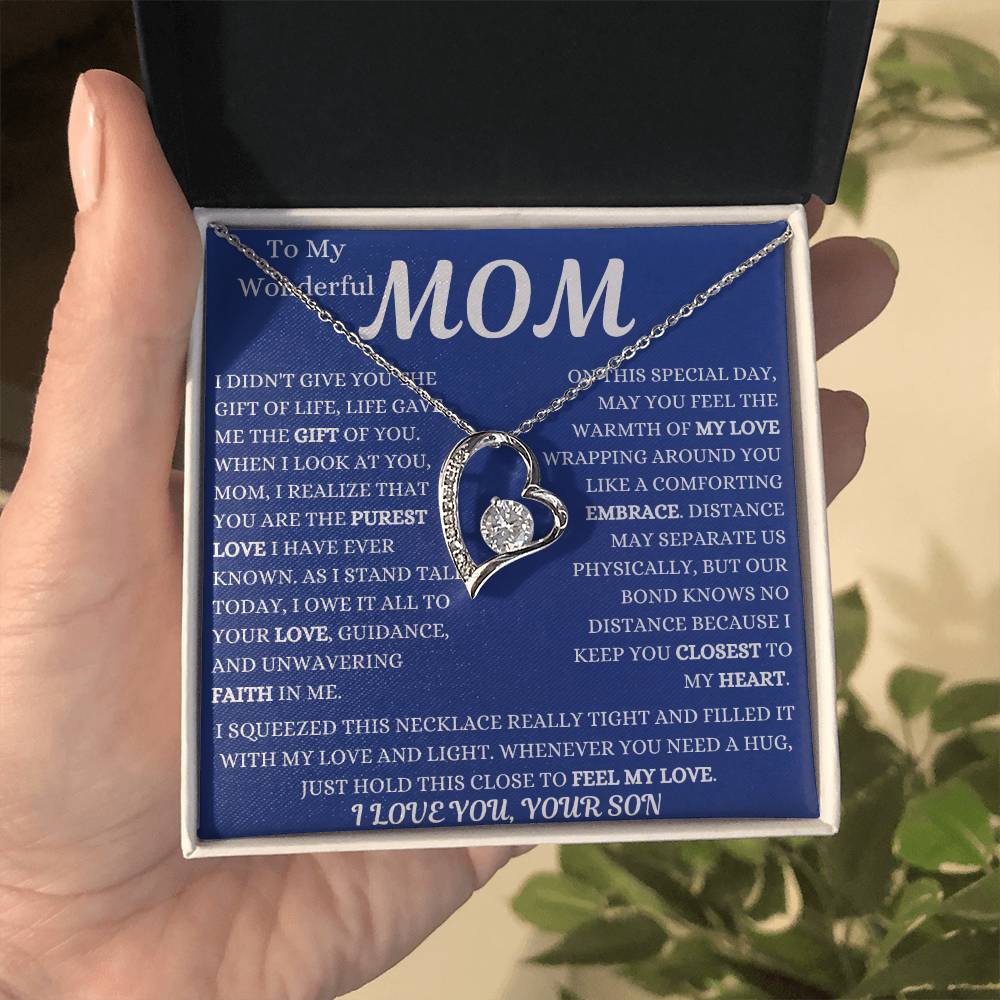 To My
Wonderful
MOM
I DIDN'T GIVE YOU THE
GIFT OF LIFE, LIFE GAVE
ME THE GIFT OF YOU.
WHEN I LOOK AT YOU,
MOM, I REALIZE THAT
YOU ARE THE PUREST
LOVE I HAVE EVER
KNOWN. AS I STAND TALL
TODAY, I OWE IT ALL TO
YOUR LOVE, GUIDANCE,
AND UNWAVERING
FAITH IN ME.
ON THIS SPECIAL DAY,
MAY YOU FEEL THE
WARMTH OF MY LOVE
WRAPPING AROUND YOU
LIKE A COMFORTING
EMBRACE. DISTANCE
MAY SEPARATE US
PHYSICALLY, BUT OUR
BOND KNOWS NO
DISTANCE BECAUSE I
KEEP YOU CLOSEST TO
MY HEART.
I SQUEEZED THIS NECKLACE REALLY TIGHT AND FILLED IT
WITH MY LOVE AND LIGHT. WHENEVER YOU NEED A HUG,
JUST HOLD THIS CLOSE TO FEEL MY LOVE.
I LOVE YOU, YOUR SON